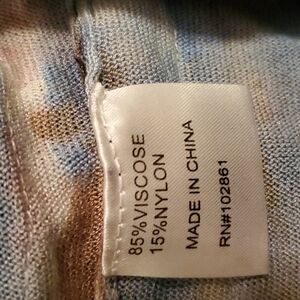 85%VISCOSE
15%NYLON
MADE IN CHINA
RN#102861